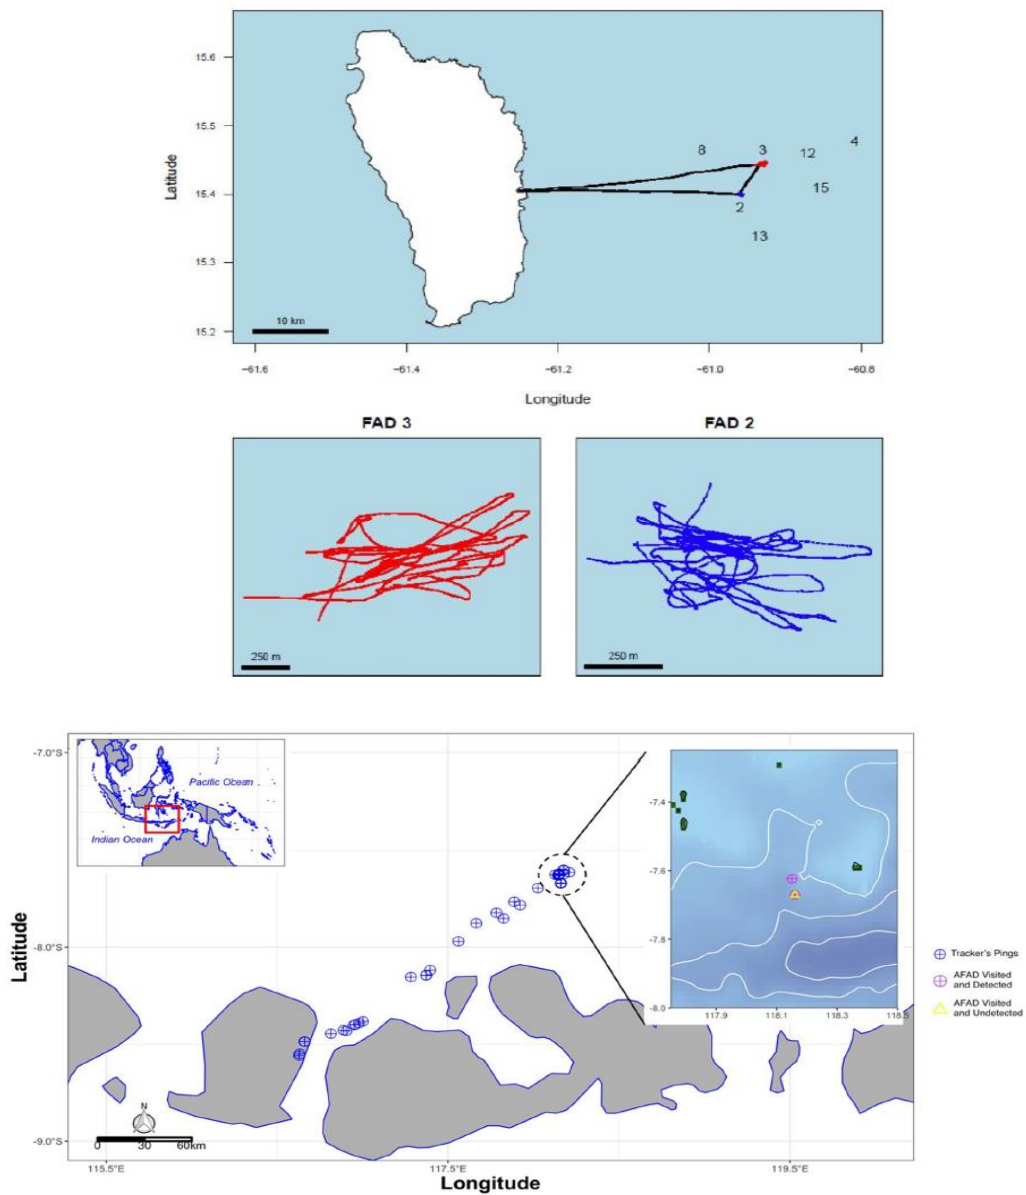 15.6
15.5
15.4
15.3
15.2
Latitude
8
3
12
4
15
2
13
10 km
−61.6
−61.4
−61.2
−61.0
−60.8
Longitude
FAD 3
FAD 2
250 m
250 m
-7.0°S
-8.0°S
-9.0°S
Latitude
Pacific Ocean
Indian Ocean
-7.4
-7.6
-7.8
-8.0
117.9
118.1
118.3
118.5
Tracker's Pings
AFAD Visited
and Detected
AFAD Visited
and Undetected
N
0 30 60km
115.5°E
117.5°E
119.5°E
Longitude